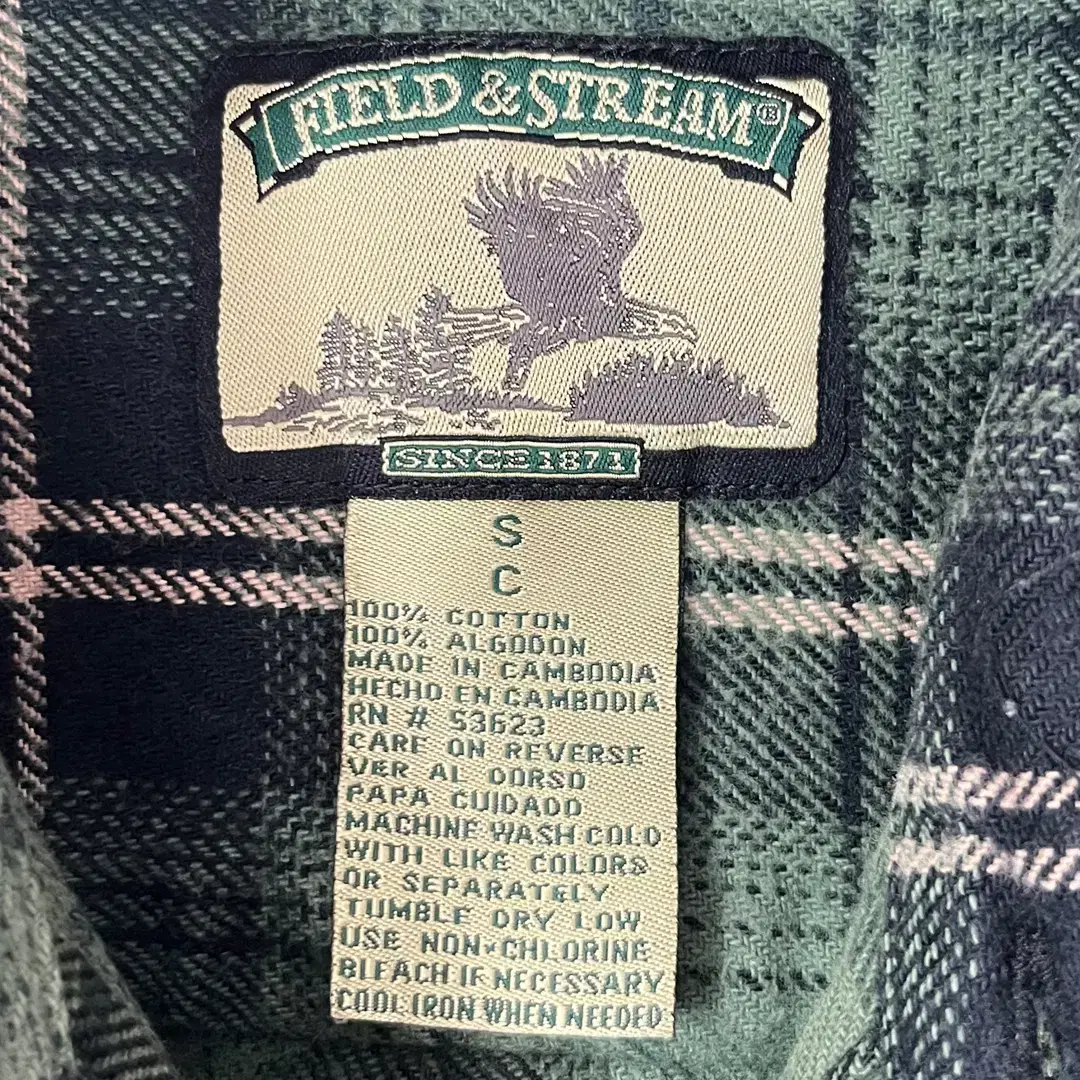 FIELD & STREAM®
SINCE 1871
S
C
100% COTTON
100% ALGODON
MADE IN CAMBODIA
HECHO EN CAMBODIA
RN # 53623
CARE ON REVERSE
VER AL DORSO
PAPA CUIDADO
MACHINE WASH COLD
WITH LIKE COLORS
OR SEPARATELY
TUMBLE DRY LOW
USE NON-CHLORINE
BLEACH IF NECESSARY
COOL IRON WHEN NEEDED